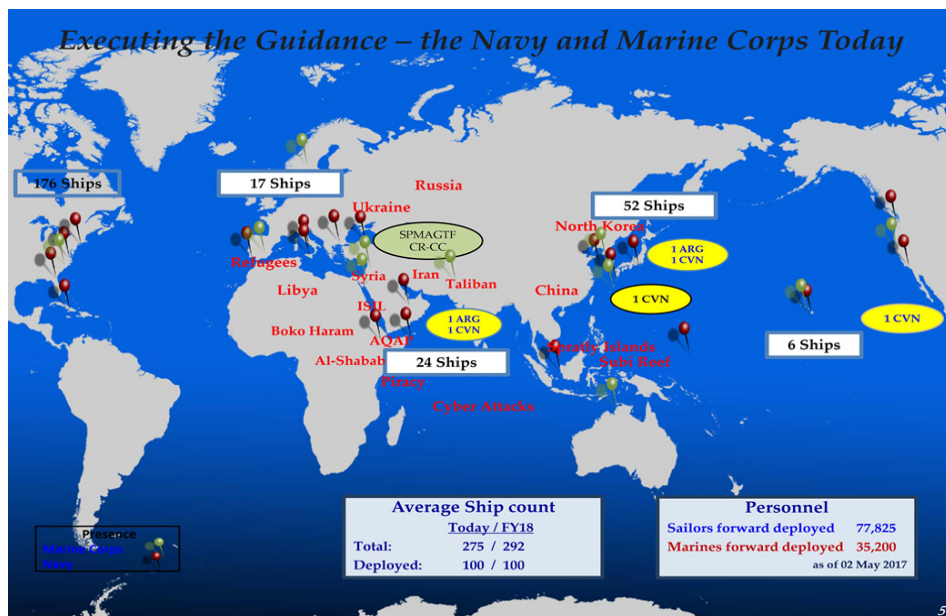 Executing the Guidance – the Navy and Marine Corps Today
176 Ships
17 Ships
Russia
Ukraine
52 Ships
SPMAGTF
CR-CC
North Korea
1 ARG
1 CVN
Refugees
Syria
Iran
Taliban
Libya
China
1 CVN
ISIL
1 ARG
1 CVN
1 CVN
Boko Haram
AQAP
6 Ships
Al-Shabab
24 Ships
Spratly Islands
Subi Reef
Piracy
Cyber Attacks
Average Ship count
Today / FY18
Total: 275 / 292
Deployed: 100 / 100
Personnel
Sailors forward deployed 77,825
Marines forward deployed 35,200
as of 02 May 2017
Presence
Marine Corps
Navy
5